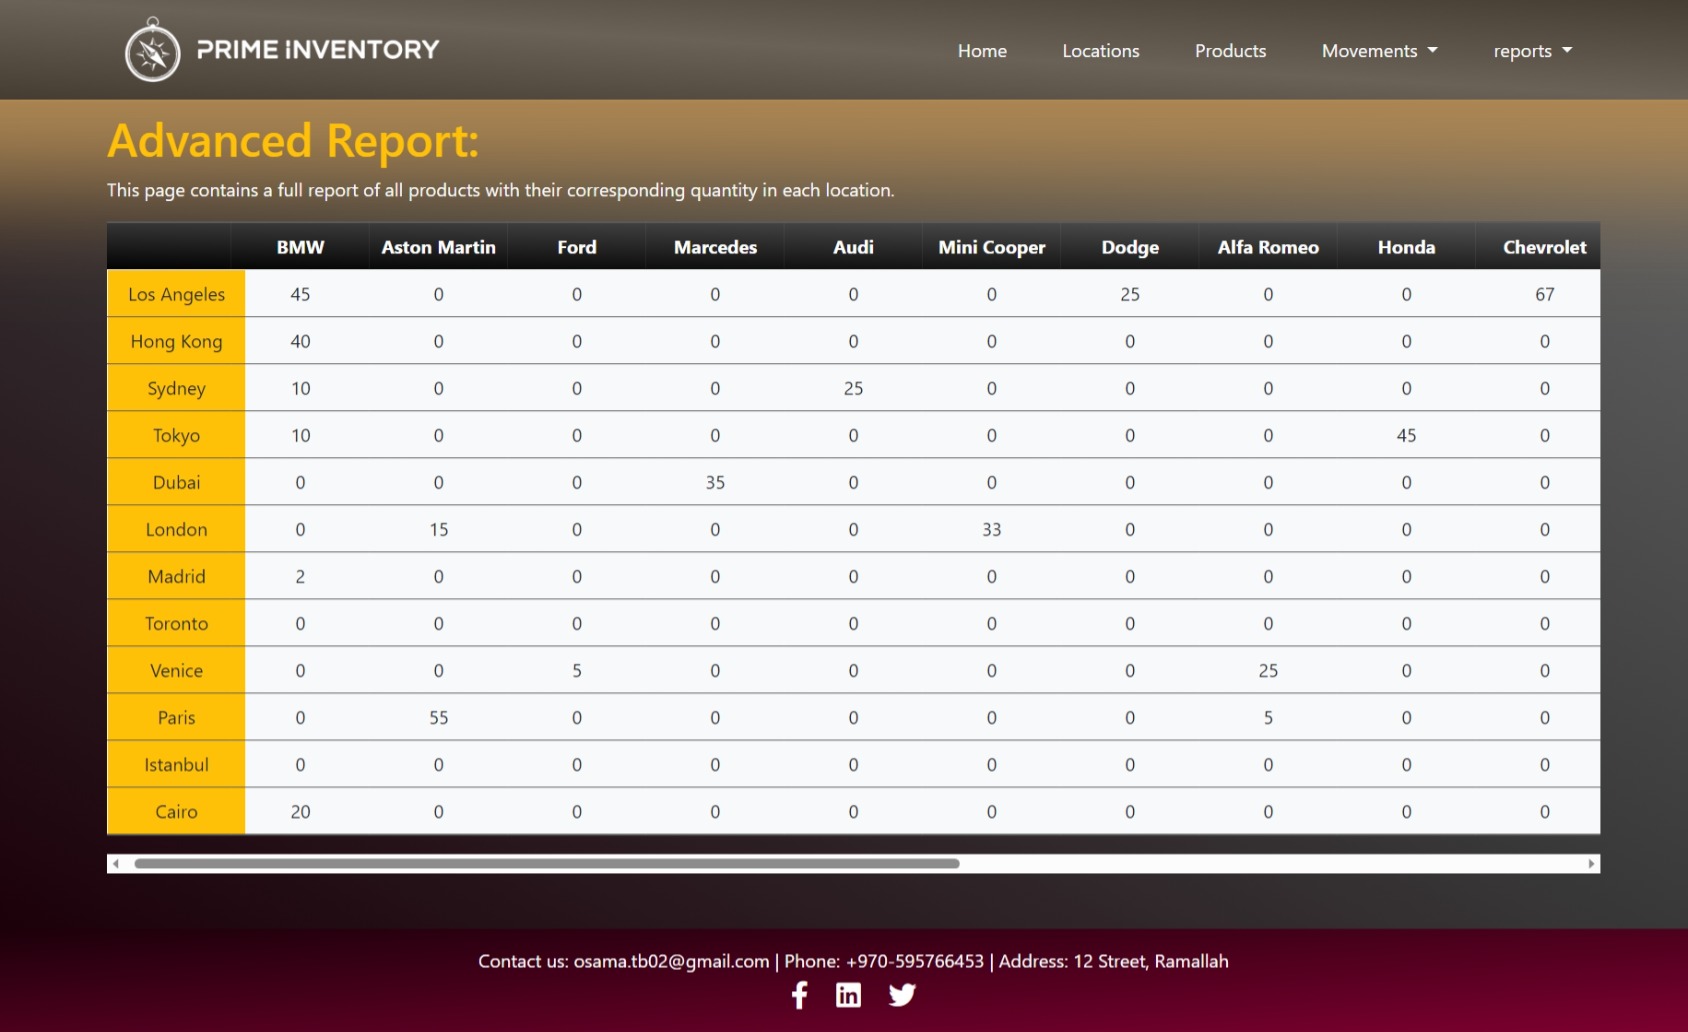 PRIME INVENTORY
Home Locations Products Movements reports
Advanced Report:
This page contains a full report of all products with their corresponding quantity in each location.
BMW Aston Martin Ford Marcedes Audi Mini Cooper Dodge Alfa Romeo Honda Chevrolet
Los Angeles 45 0 0 0 0 0 25 0 0 67
Hong Kong 40 0 0 0 0 0 0 0 0 0
Sydney 10 0 0 0 25 0 0 0 0 0
Tokyo 10 0 0 0 0 0 0 0 45 0
Dubai 0 0 0 35 0 0 0 0 0 0
London 0 15 0 0 0 33 0 0 0 0
Madrid 2 0 0 0 0 0 0 0 0 0
Toronto 0 0 0 0 0 0 0 0 0 0
Venice 0 0 5 0 0 0 0 25 0 0
Paris 0 55 0 0 0 0 0 5 0 0
Istanbul 0 0 0 0 0 0 0 0 0 0
Cairo 20 0 0 0 0 0 0 0 0 0
Contact us: osama.tb02@gmail.com | Phone: +970-595766453 | Address: 12 Street, Ramallah